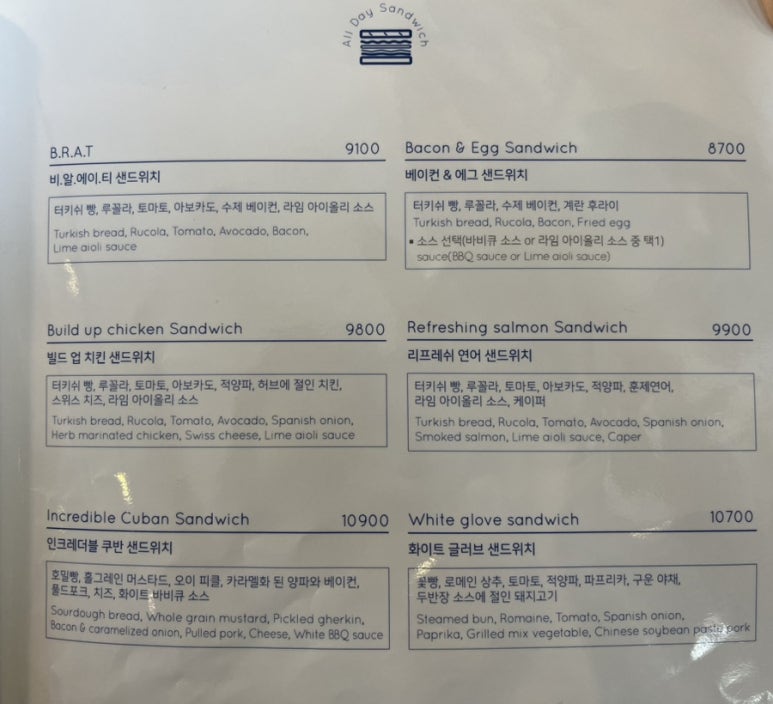 All Day Sandwich
B.R.A.T 9100
비.알.에이.티 샌드위치
터키쉬 빵, 루꼴라, 토마토, 아보카도, 수제 베이컨, 라임 아이올리 소스
Turkish bread, Rucola, Tomato, Avocado, Bacon,
Lime aioli sauce
Bacon & Egg Sandwich 8700
베이컨 & 에그 샌드위치
터키쉬 빵, 루꼴라, 수제 베이컨, 계란 후라이
Turkish bread, Rucola, Bacon, Fried egg
▪ 소스 선택(바비큐 소스 or 라임 아이올리 소스 중 택1)
sauce(BBQ sauce or Lime aioli sauce)
Build up chicken Sandwich 9800
빌드 업 치킨 샌드위치
터키쉬 빵, 루꼴라, 토마토, 아보카도, 적양파, 허브에 절인 치킨,
스위스 치즈, 라임 아이올리 소스
Turkish bread, Rucola, Tomato, Avocado, Spanish onion,
Herb marinated chicken, Swiss cheese, Lime aioli sauce
Refreshing salmon Sandwich 9900
리프레쉬 연어 샌드위치
터키쉬 빵, 루꼴라, 토마토, 아보카도, 적양파, 훈제연어,
라임 아이올리 소스, 케이퍼
Turkish bread, Rucola, Tomato, Avocado, Spanish onion,
Smoked salmon, Lime aioli sauce, Caper
Incredible Cuban Sandwich 10900
인크레더블 쿠반 샌드위치
호밀빵, 홀그레인 머스타드, 오이 피클, 카라멜화 된 양파와 베이컨,
풀드포크, 치즈, 화이트 바비큐 소스
Sourdough bread, Whole grain mustard, Pickled gherkin,
Bacon & caramelized onion, Pulled pork, Cheese, White BBQ sauce
White glove sandwich 10700
화이트 글러브 샌드위치
꽃빵, 로메인 상추, 토마토, 적양파, 파프리카, 구운 야채,
두반장 소스에 절인 돼지고기
Steamed bun, Romaine, Tomato, Spanish onion,
Paprika, Grilled mix vegetable, Chinese soybean paste pork